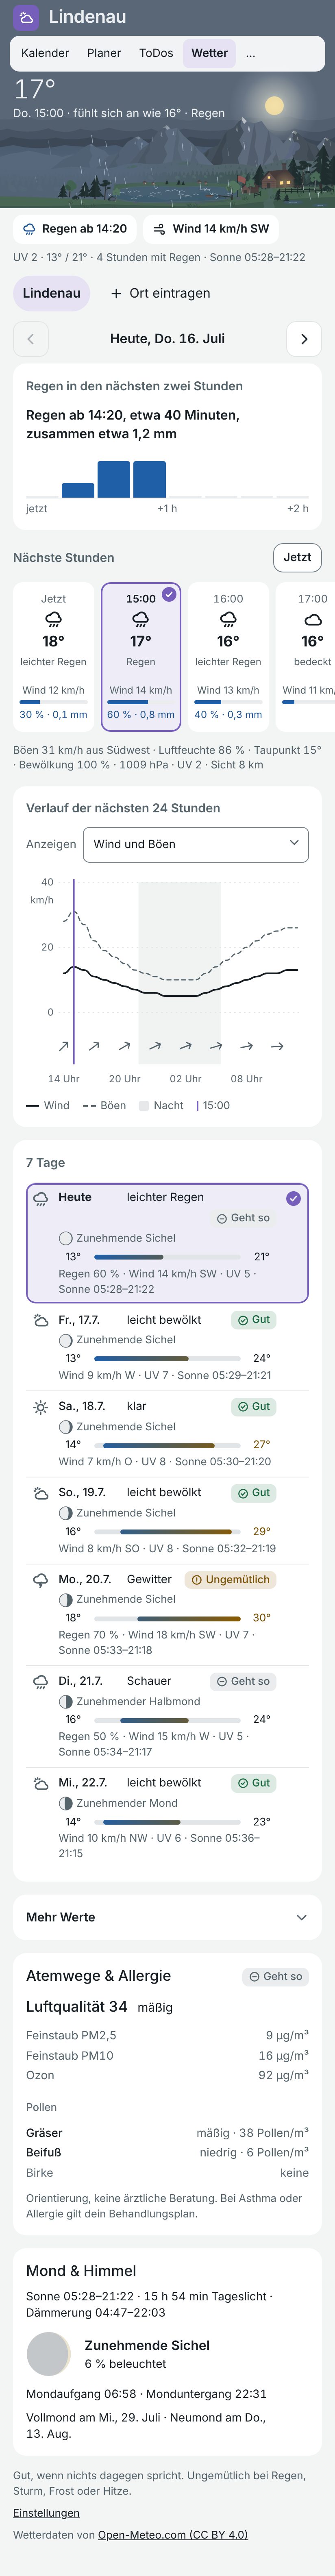 Lindenau
Kalender Planer ToDos Wetter ...
17°
Do. 15:00 · fühlt sich an wie 16° · Regen
Regen ab 14:20 Wind 14 km/h SW
UV 2 · 13° / 21° · 4 Stunden mit Regen · Sonne 05:28–21:22
Lindenau + Ort eintragen
Heute, Do. 16. Juli
Regen in den nächsten zwei Stunden
Regen ab 14:20, etwa 40 Minuten,
zusammen etwa 1,2 mm
jetzt +1 h +2 h
Nächste Stunden Jetzt
Jetzt 15:00 16:00 17:00
18° 17° 16° 16°
leichter Regen Regen leichter Regen bedeckt
Wind 12 km/h Wind 14 km/h Wind 13 km/h Wind 11 km/
30 % · 0,1 mm 60 % · 0,8 mm 40 % · 0,3 mm
Böen 31 km/h aus Südwest · Luftfeuchte 86 % · Taupunkt 15°
· Bewölkung 100 % · 1009 hPa · UV 2 · Sicht 8 km
Verlauf der nächsten 24 Stunden
Anzeigen Wind und Böen
40
km/h
20
0
14 Uhr 20 Uhr 02 Uhr 08 Uhr
Wind Böen Nacht 15:00
7 Tage
Heute leichter Regen
Geht so
Zunehmende Sichel
13° 21°
Regen 60 % · Wind 14 km/h SW · UV 5 ·
Sonne 05:28–21:22
Fr., 17.7. leicht bewölkt Gut
Zunehmende Sichel
13° 24°
Wind 9 km/h W · UV 7 · Sonne 05:29–21:21
Sa., 18.7. klar Gut
Zunehmende Sichel
14° 27°
Wind 7 km/h O · UV 8 · Sonne 05:30–21:20
So., 19.7. leicht bewölkt Gut
Zunehmende Sichel
16° 29°
Wind 8 km/h SO · UV 8 · Sonne 05:32–21:19
Mo., 20.7. Gewitter Ungemütlich
Zunehmende Sichel
18° 30°
Regen 70 % · Wind 18 km/h SW · UV 7 ·
Sonne 05:33–21:18
Di., 21.7. Schauer Geht so
Zunehmender Halbmond
16° 24°
Regen 50 % · Wind 15 km/h W · UV 5 ·
Sonne 05:34–21:17
Mi., 22.7. leicht bewölkt Gut
Zunehmender Mond
14° 23°
Wind 10 km/h NW · UV 6 · Sonne 05:36–
21:15
Mehr Werte
Atemwege & Allergie Geht so
Luftqualität 34 mäßig
Feinstaub PM2,5 9 µg/m³
Feinstaub PM10 16 µg/m³
Ozon 92 µg/m³
Pollen
Gräser mäßig · 38 Pollen/m³
Beifuß niedrig · 6 Pollen/m³
Birke keine
Orientierung, keine ärztliche Beratung. Bei Asthma oder
Allergie gilt dein Behandlungsplan.
Mond & Himmel
Sonne 05:28–21:22 · 15 h 54 min Tageslicht ·
Dämmerung 04:47–22:03
Zunehmende Sichel
6 % beleuchtet
Mondaufgang 06:58 · Monduntergang 22:31
Vollmond am Mi., 29. Juli · Neumond am Do.,
13. Aug.
Gut, wenn nichts dagegen spricht. Ungemütlich bei Regen,
Sturm, Frost oder Hitze.
Einstellungen
Wetterdaten von Open-Meteo.com (CC BY 4.0)